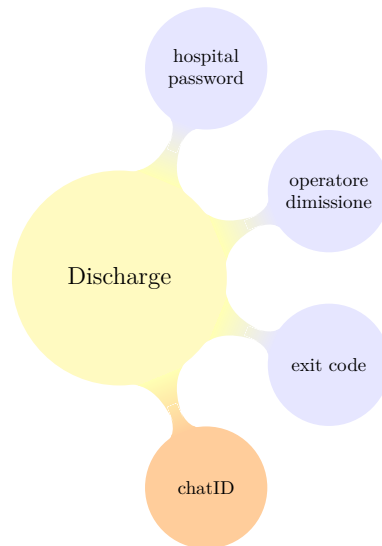 hospital
password
operatore
dimissione
Discharge
exit code
chatID